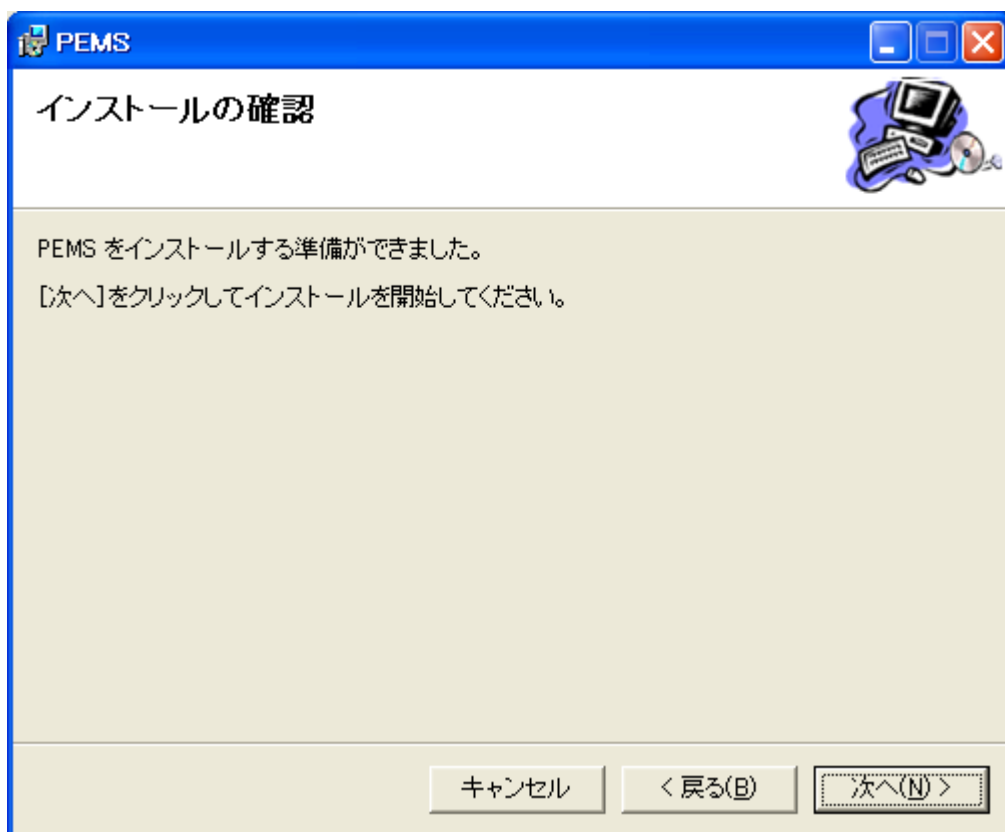 PEMS
インストールの確認
PEMS をインストールする準備ができました。
[次へ]をクリックしてインストールを開始してください。
キャンセル
< 戻る(B)
次へ(N) >